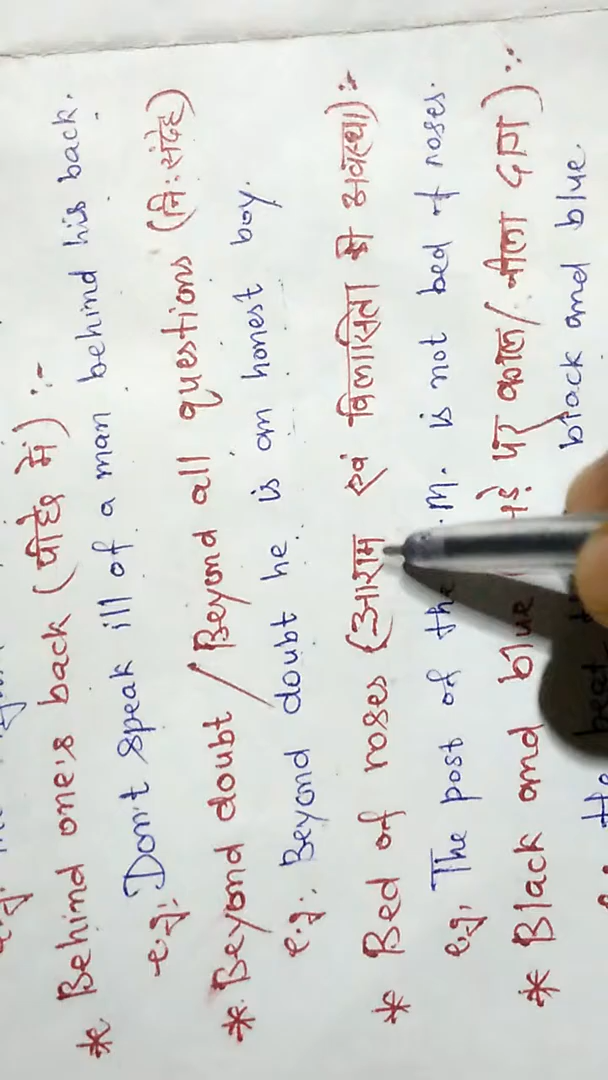 * Behind one's back (पीछे में) :-
e.g. Don't speak ill of a man behind his back.
* Beyond doubt / Beyond all questions (नि:संदेह)
e.g. Beyond doubt he is an honest boy.
* Bed of roses (आराम एवं विलासिता की अवस्था) :-
e.g. The post of the .M. is not bed of roses.
* Black and blue पर काला/नीला दाग) :-
the beat black and blue.